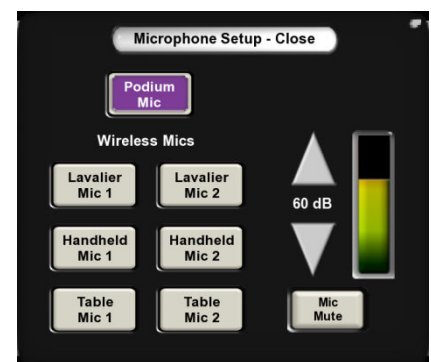 Microphone Setup - Close
Podium
Mic
Wireless Mics
Lavalier
Mic 1
Lavalier
Mic 2
60 dB
Handheld
Mic 1
Handheld
Mic 2
Table
Mic 1
Table
Mic 2
Mic
Mute